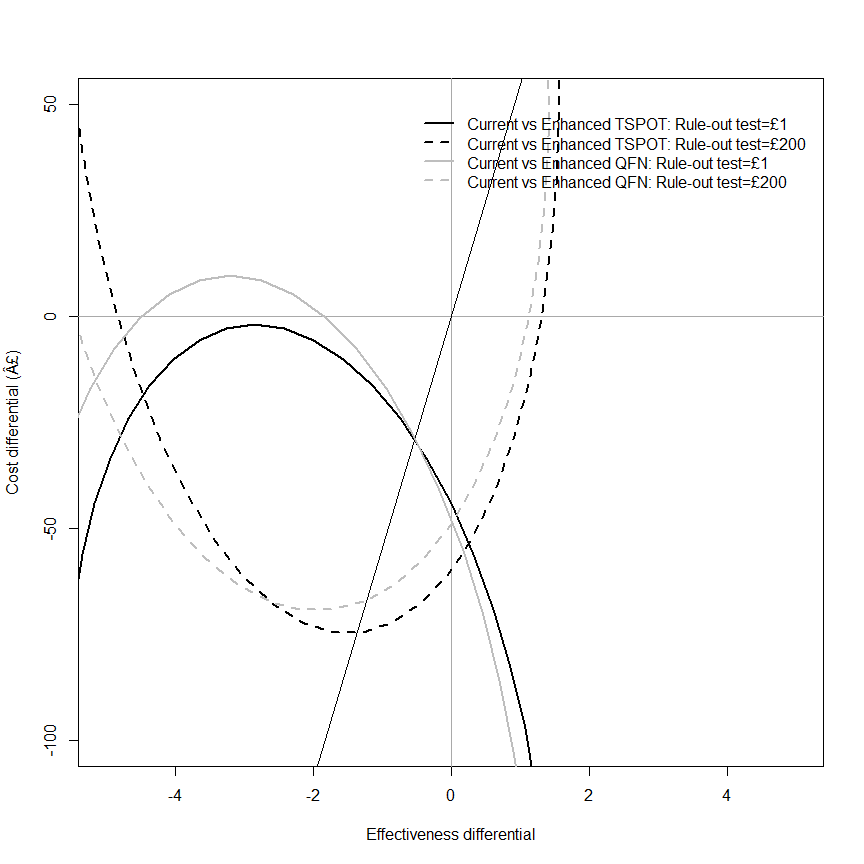 50
Current vs Enhanced TSPOT: Rule-out test=£1
Current vs Enhanced TSPOT: Rule-out test=£200
Current vs Enhanced QFN: Rule-out test=£1
Current vs Enhanced QFN: Rule-out test=£200
0
Cost differential (Â£)
-50
-100
-4 -2 0 2 4
Effectiveness differential